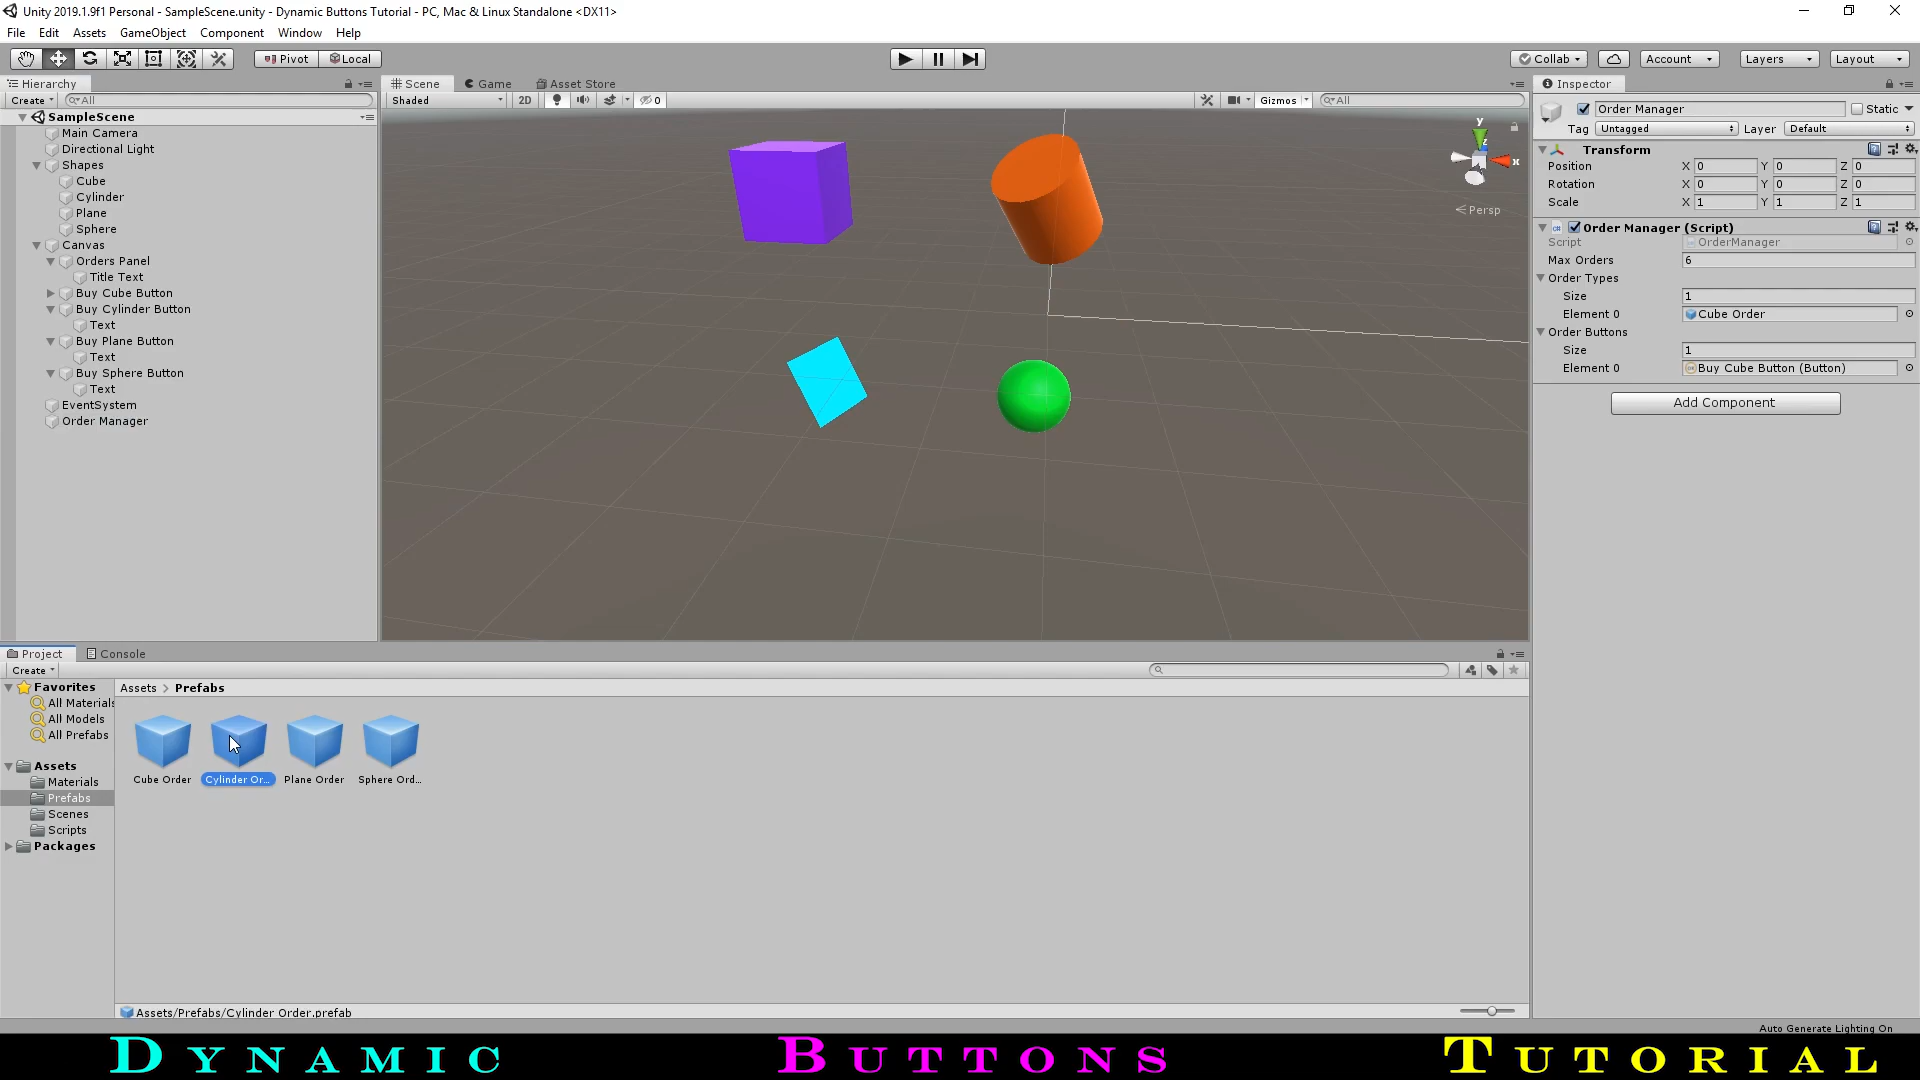 Unity 2019.1.9f1 Personal - SampleScene.unity - Dynamic Buttons Tutorial - PC, Mac & Linux Standalone <DX11>
File Edit Assets GameObject Component Window Help
Pivot Local Collab Account Layers Layout
Hierarchy
Create All
SampleScene
Main Camera
Directional Light
Shapes
Cube
Cylinder
Plane
Sphere
Canvas
Orders Panel
Title Text
Buy Cube Button
Buy Cylinder Button
Text
Buy Plane Button
Text
Buy Sphere Button
Text
EventSystem
Order Manager
Scene Game Asset Store
Shaded 2D 0 Gizmos All
y
z
x
Persp
Inspector
Order Manager Static
Tag Untagged Layer Default
Transform
Position X 0 Y 0 Z 0
Rotation X 0 Y 0 Z 0
Scale X 1 Y 1 Z 1
Order Manager (Script)
Script OrderManager
Max Orders 6
Order Types
Size 1
Element 0 Cube Order
Order Buttons
Size 1
Element 0 Buy Cube Button (Button)
Add Component
Project Console
Create
Favorites
All Materials
All Models
All Prefabs
Assets
Materials
Prefabs
Scenes
Scripts
Packages
Assets > Prefabs
Cube Order Cylinder Or... Plane Order Sphere Ord...
Assets/Prefabs/Cylinder Order.prefab
Auto Generate Lighting On
DYNAMIC BUTTONS TUTORIAL